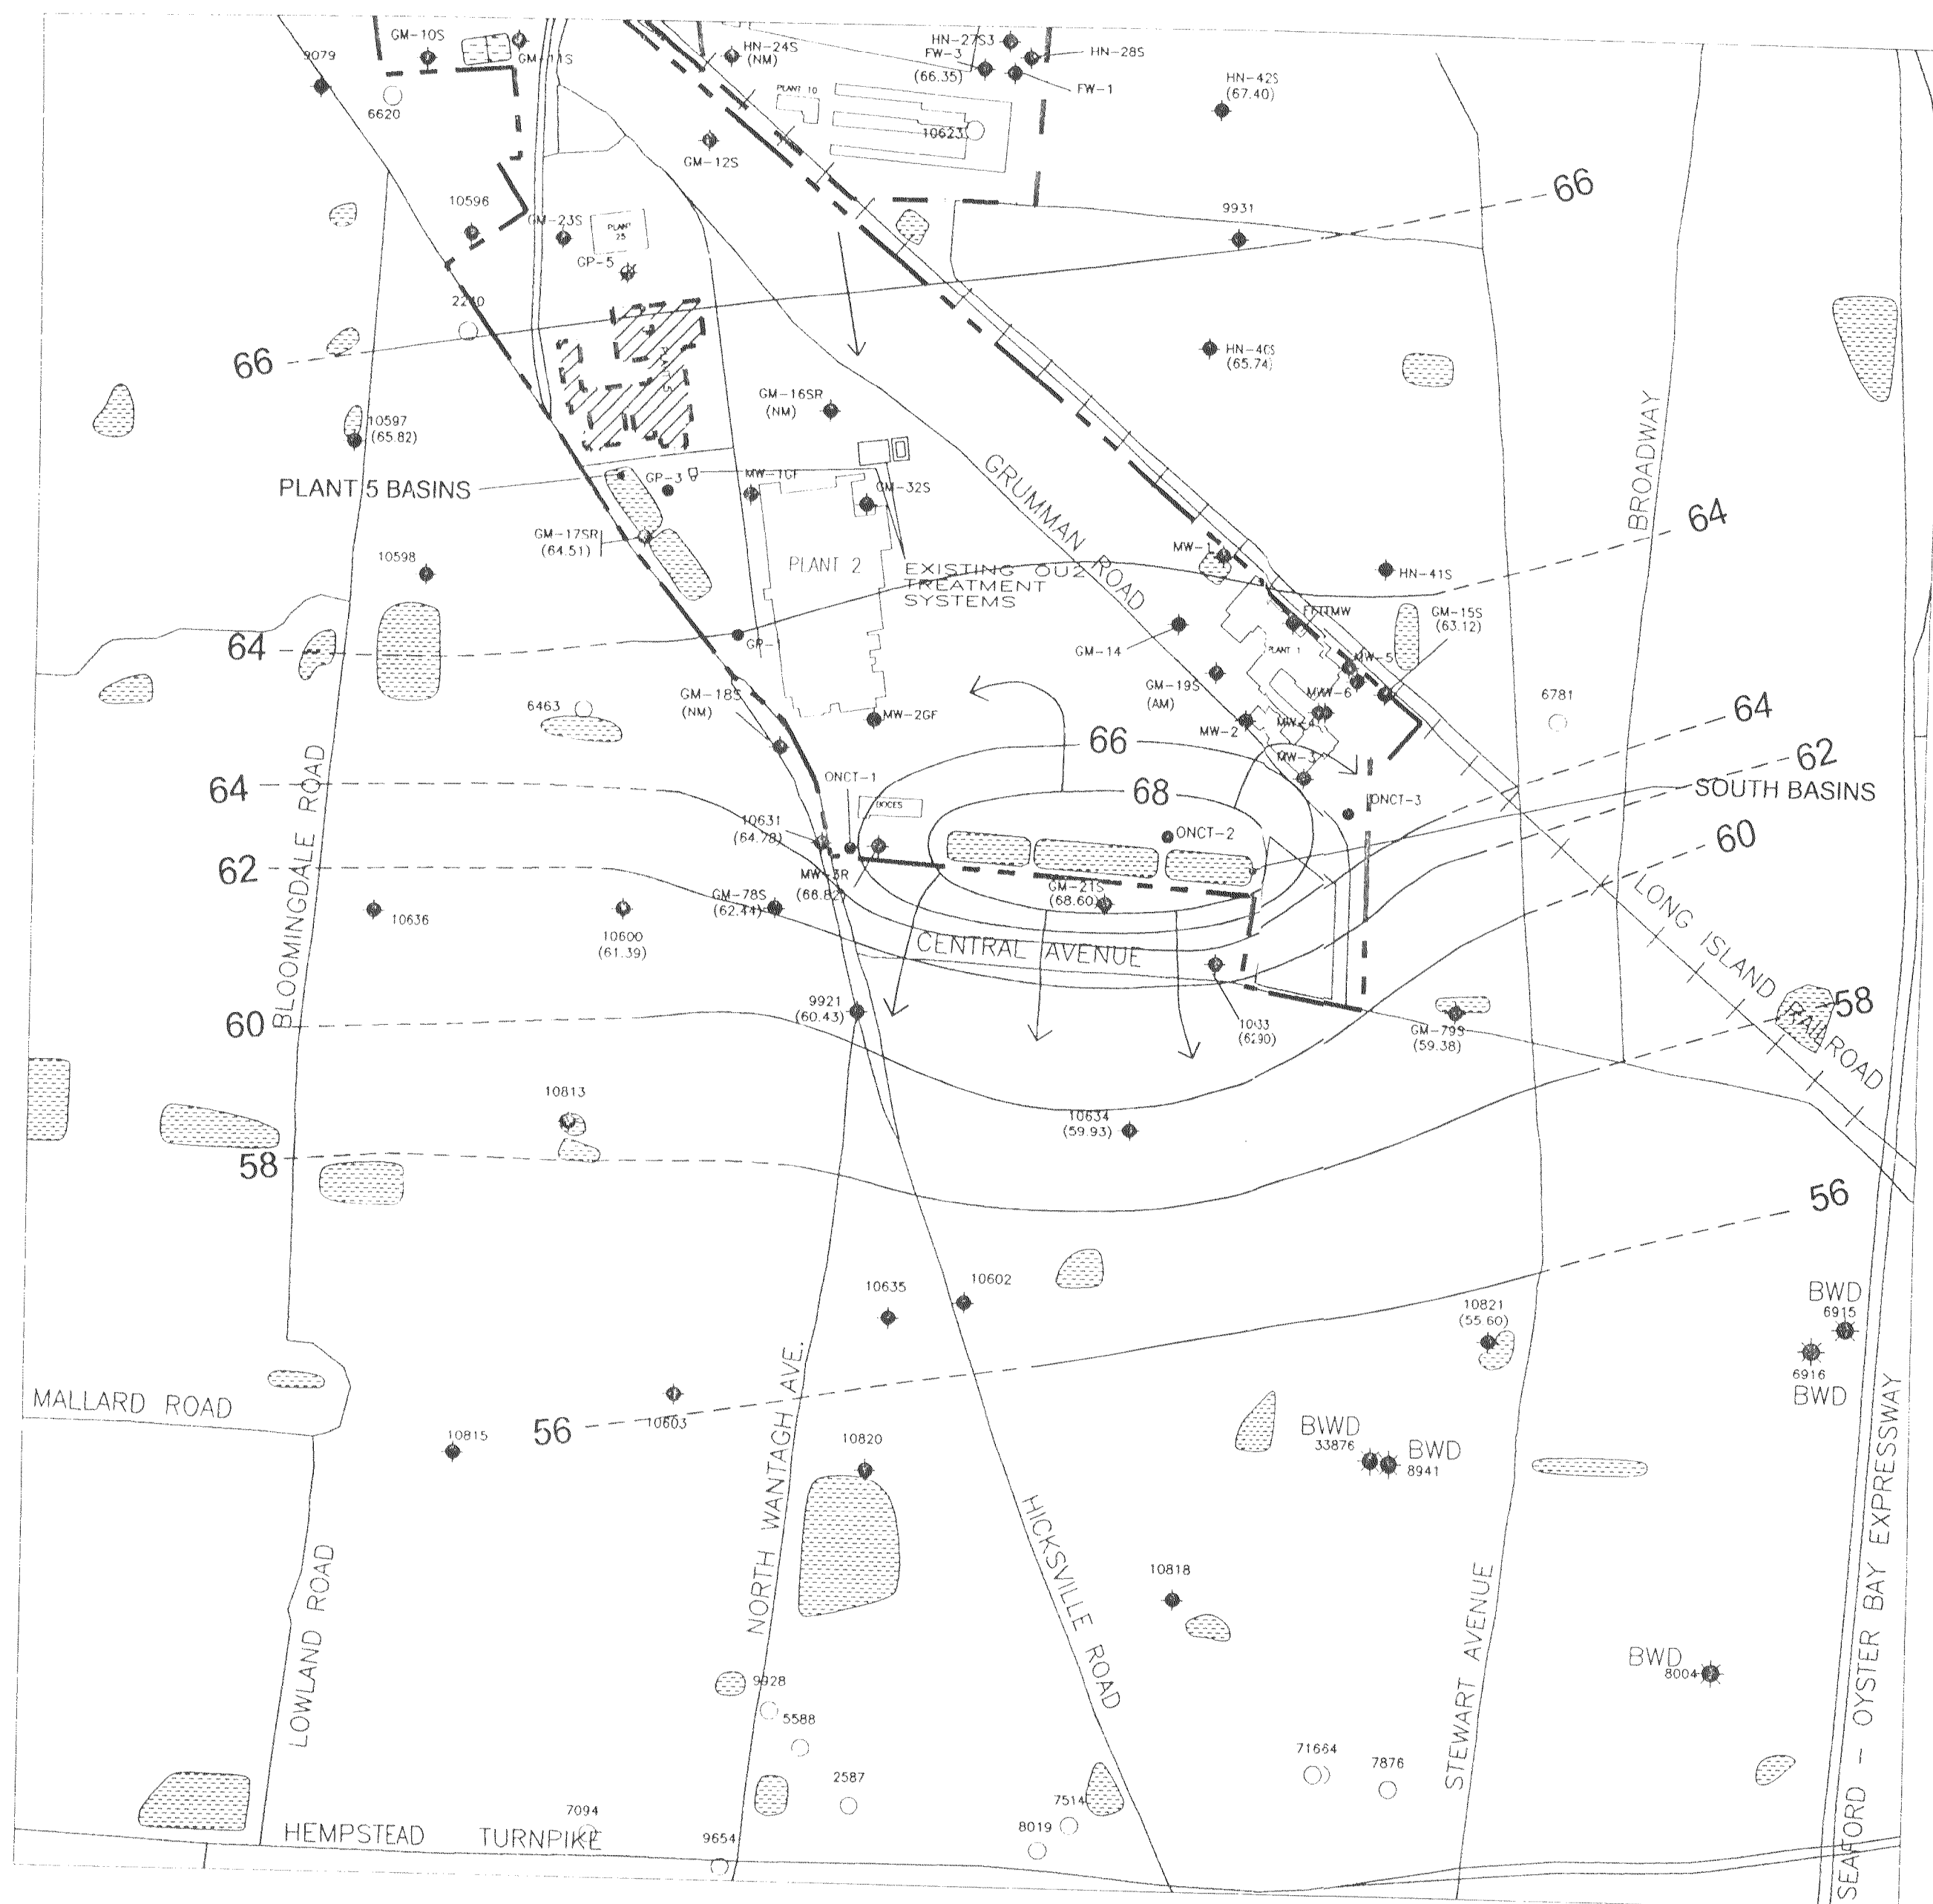 GM-10S
9079
GM-11S
6620
HN-24S
(NM)
HN-27S3
FW-3
(66.35)
HN-28S
FW-1
HN-42S
(67.40)
PLANT 10
10623
GM-12S
66
10596
GM-23S
PLANT
25
GP-5
9931
2240
66
HN-40S
(65.74)
10597
(65.82)
GM-16SR
(NM)
PLANT 5 BASINS
GP-3
MW-1GF
GM-32S
GRUMMAN ROAD
BROADWAY
64
GM-17SR
(64.51)
10598
PLANT 2
EXISTING OU2
TREATMENT
SYSTEMS
MW-1
HN-41S
GM-15S
(63.12)
GM-14
PLANT 1
64
GP-
GM-18S
(NM)
6463
MW-2GF
GM-19S
(AM)
MW-5
MW-6
MW-4
MW-2
MW-3
6781
64
66
62
64
68
SOUTH BASINS
BLOOMINGDALE ROAD
ONCT-1
BOCES
ONCT-3
10631
(64.78)
ONCT-2
60
62
MW-3R
(68.82)
GM-78S
(62.44)
GM-21S
(68.60)
10636
10600
(61.39)
CENTRAL AVENUE
LONG ISLAND RAILROAD
58
9921
(60.43)
60
1033
(6290)
GM-79S
(59.38)
10813
10634
(59.93)
58
56
10635
10602
10821
(55.60)
BWD
6915
6916
BWD
MALLARD ROAD
10603
56
10815
10820
BWD
33876
BWD
8941
NORTH WANTAGH AVE.
HICKSVILLE ROAD
10818
STEWART AVENUE
LOWLAND ROAD
BWD
8004
SEAFORD - OYSTER BAY EXPRESSWAY
9928
5588
2587
71664
7876
7514
8019
7094
HEMPSTEAD TURNPIKE
9654